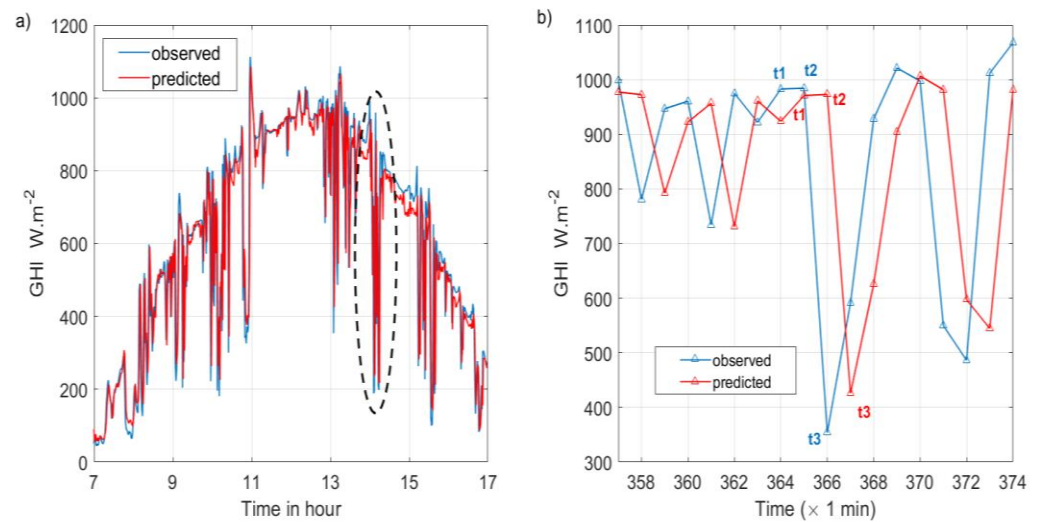 a)
GHI W.m-2
1200
1000
800
600
400
200
0
observed
predicted
7 9 11 13 15 17
Time in hour
b)
GHI W.m-2
1100
1000
900
800
700
600
500
400
300
t1 t2
t1 t2
observed
predicted
t3
t3
358 360 362 364 366 368 370 372 374
Time (× 1 min)